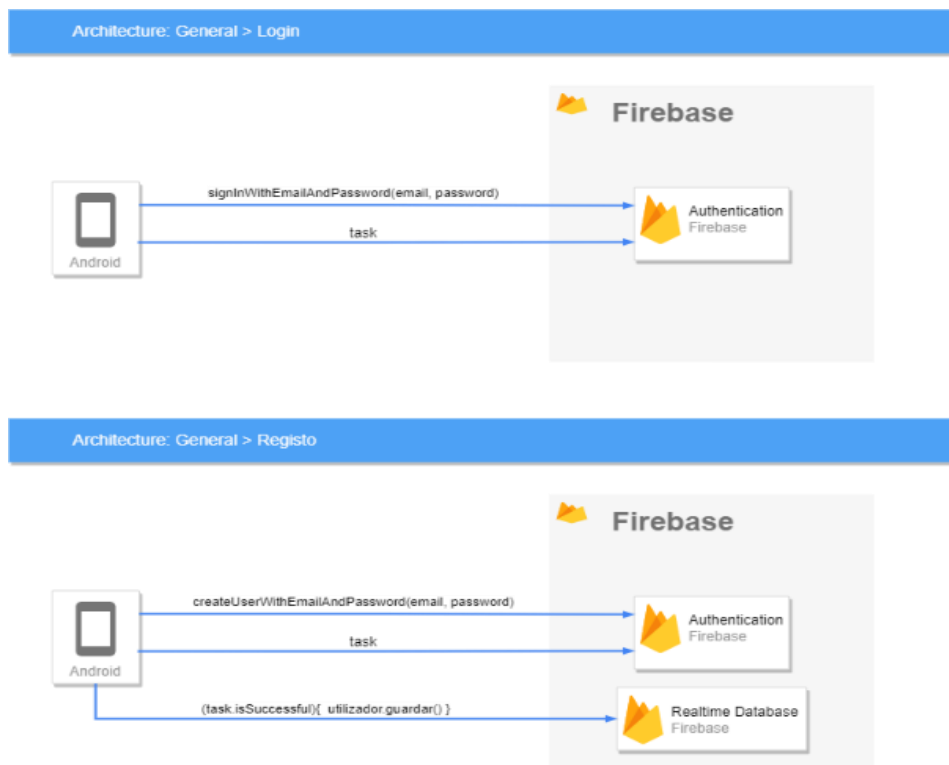 Architecture: General > Login
Firebase
signInWithEmailAndPassword(email, password)
task
Android
Authentication
Firebase
Architecture: General > Registo
Firebase
createUserWithEmailAndPassword(email, password)
task
Android
Authentication
Firebase
(task.isSuccessful){ utilizador.guardar() }
Realtime Database
Firebase